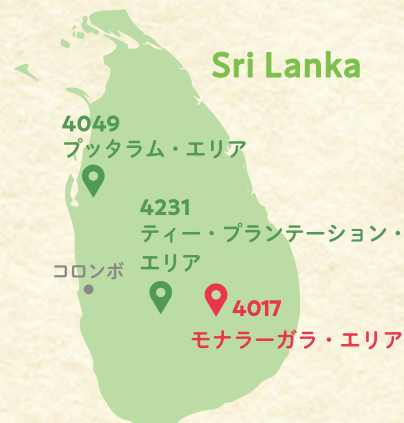 Sri Lanka
4049
プッタラム・エリア
4231
ティー・プランテーション・
エリア
コロンボ
4017
モナラーガラ・エリア